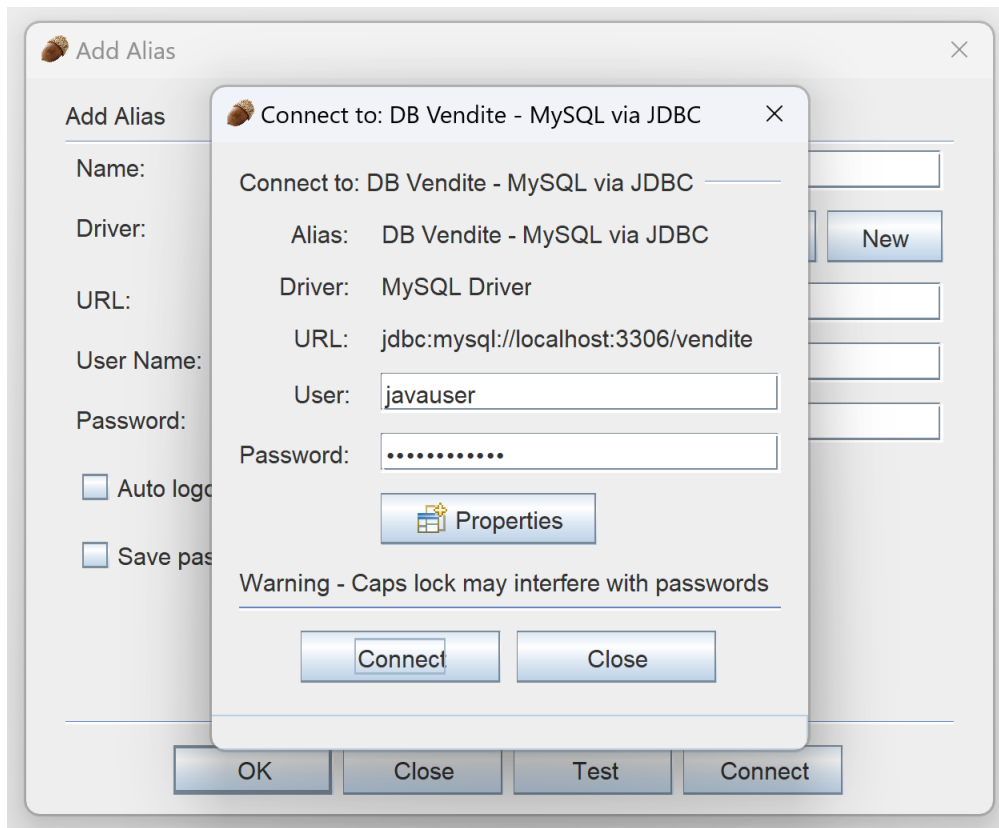 Add Alias
Add Alias
Name:
Driver:
New
URL:
User Name:
Password:
Auto logo
Save pas
OK
Close
Test
Connect
Connect to: DB Vendite - MySQL via JDBC
Connect to: DB Vendite - MySQL via JDBC
Alias: DB Vendite - MySQL via JDBC
Driver: MySQL Driver
URL: jdbc:mysql://localhost:3306/vendite
User: javauser
Password: ••••••••••••
Properties
Warning - Caps lock may interfere with passwords
Connect
Close